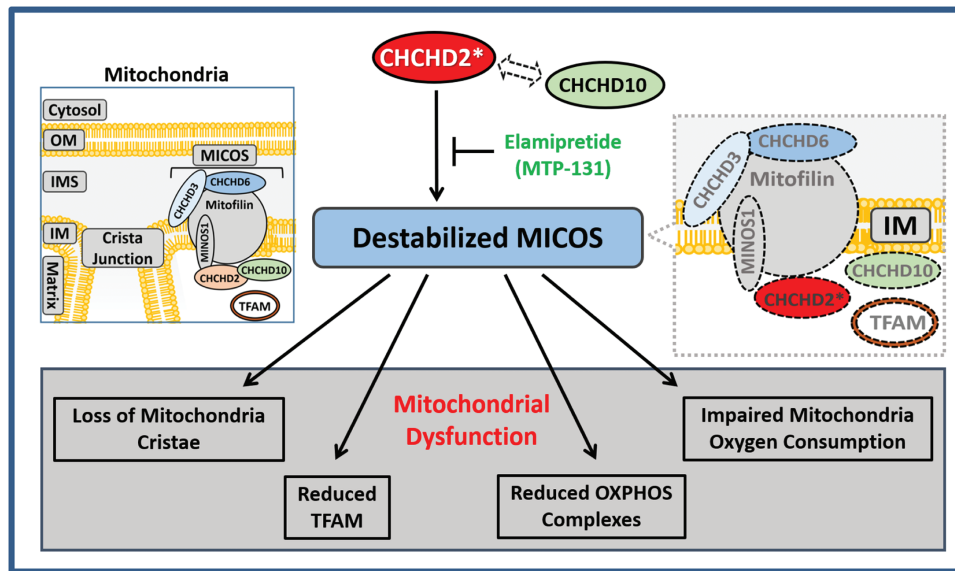 CHCHD2*
CHCHD10
Elamipretide
(MTP-131)
Mitochondria
Cytosol
OM
MICOS
IMS
CHCHD6
CHCHD3
Mitofilin
IM
Crista
Junction
MINOS1
CHCHD10
CHCHD2
Matrix
TFAM
Destabilized MICOS
CHCHD6
CHCHD3
Mitofilin
MINOS1
IM
CHCHD10
CHCHD2*
TFAM
Mitochondrial
Dysfunction
Loss of Mitochondria
Cristae
Reduced
TFAM
Reduced OXPHOS
Complexes
Impaired Mitochondria
Oxygen Consumption